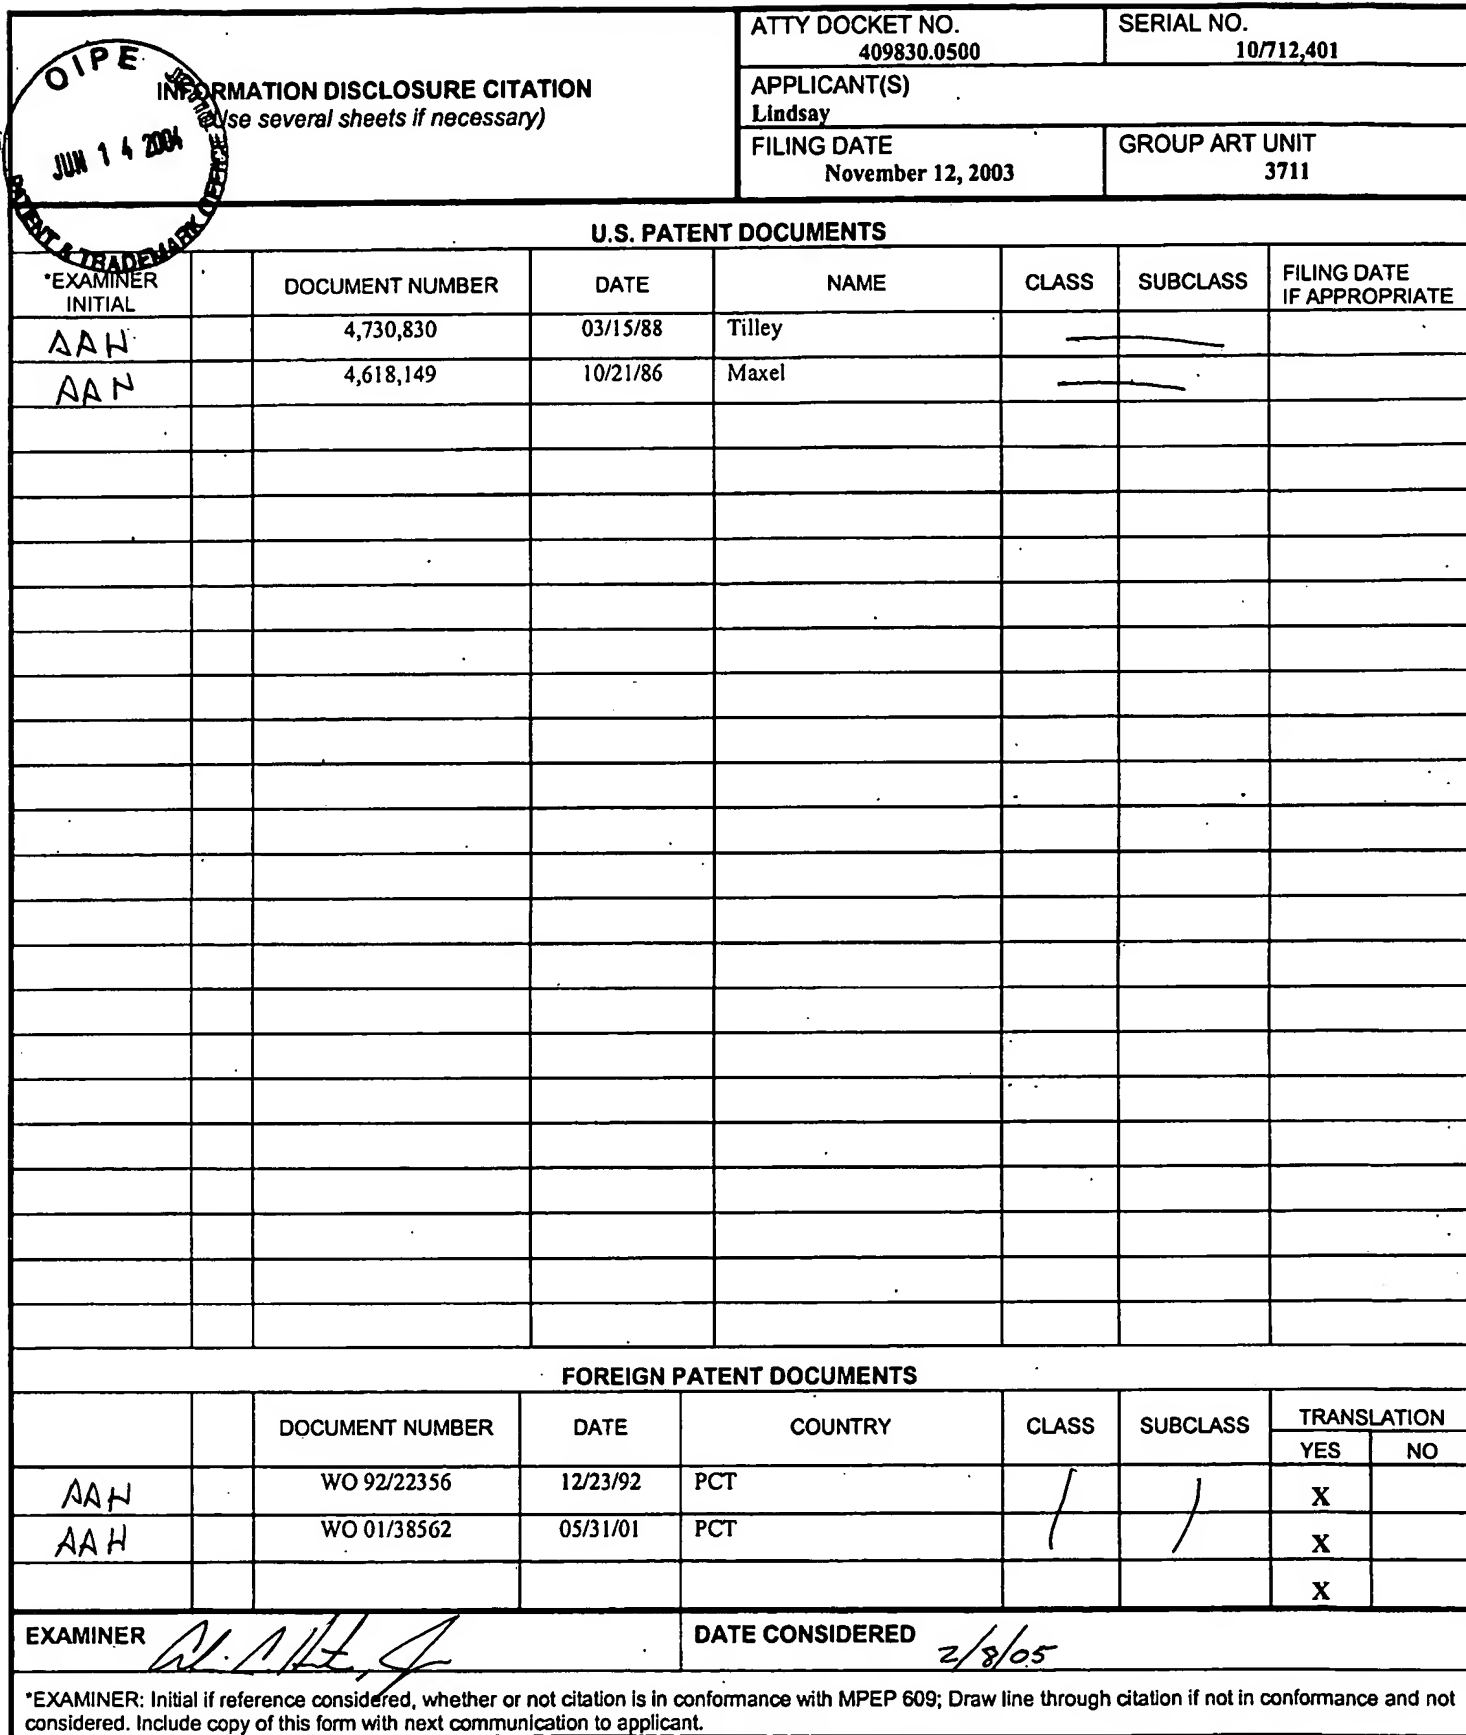 ATTY DOCKET NO.
409830.0500
SERIAL NO.
10/712,401
OIPE
JUN 14 2004
PATENT & TRADEMARK OFFICE
INFORMATION DISCLOSURE CITATION
(Use several sheets if necessary)
APPLICANT(S)
Lindsay
FILING DATE
November 12, 2003
GROUP ART UNIT
3711
U.S. PATENT DOCUMENTS
*EXAMINER INITIAL DOCUMENT NUMBER DATE NAME CLASS SUBCLASS FILING DATE IF APPROPRIATE
AAH 4,730,830 03/15/88 Tilley
AAH 4,618,149 10/21/86 Maxel
FOREIGN PATENT DOCUMENTS
DOCUMENT NUMBER DATE COUNTRY CLASS SUBCLASS TRANSLATION
YES NO
AAH WO 92/22356 12/23/92 PCT X
AAH WO 01/38562 05/31/01 PCT X
X
EXAMINER DATE CONSIDERED 2/8/05
*EXAMINER: Initial if reference considered, whether or not citation is in conformance with MPEP 609; Draw line through citation if not in conformance and not
considered. Include copy of this form with next communication to applicant.